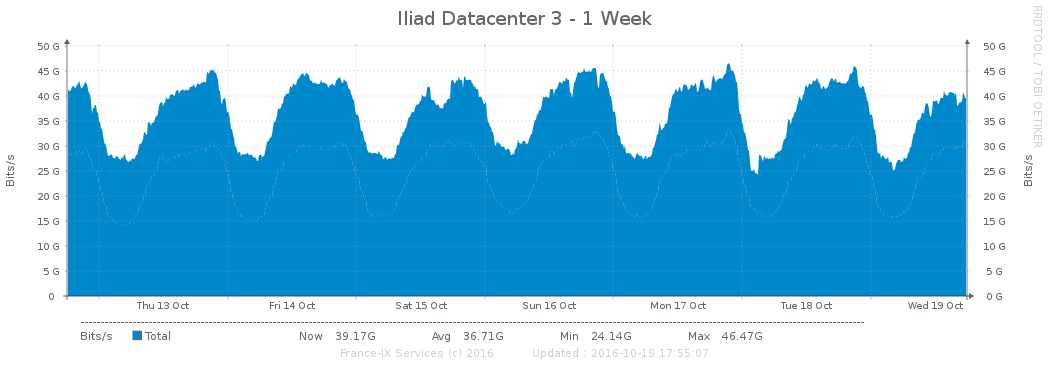 Iliad Datacenter 3 - 1 Week
RRDTOOL / TOBI OETIKER
Bits/s
50 G 50 G
45 G 45 G
40 G 40 G
35 G 35 G
30 G 30 G
25 G 25 G
20 G 20 G
15 G 15 G
10 G 10 G
5 G 5 G
0 0 G
Bits/s
Thu 13 Oct Fri 14 Oct Sat 15 Oct Sun 16 Oct Mon 17 Oct Tue 18 Oct Wed 19 Oct
Bits/s Total Now 39.17G Avg 36.71G Min 24.14G Max 46.47G
France-IX Services (c) 2016 Updated : 2016-10-19 17:55:07